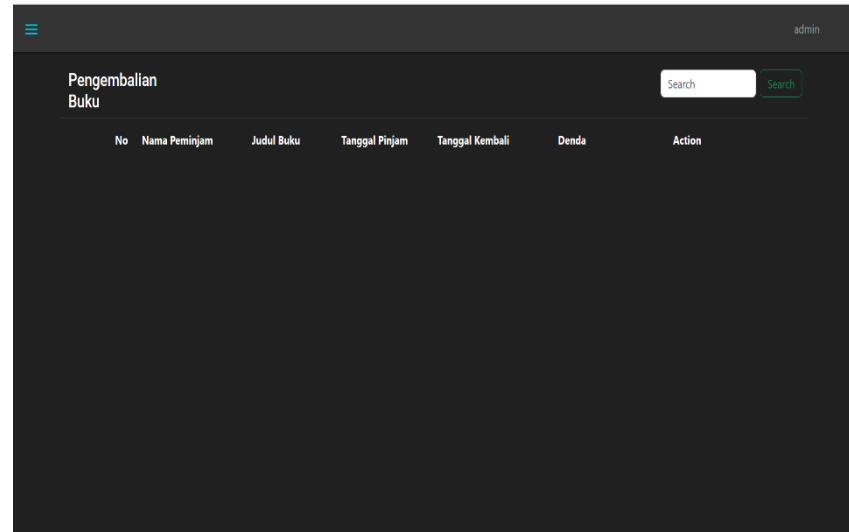 admin
Pengembalian
Buku
Search Search
No Nama Peminjam Judul Buku Tanggal Pinjam Tanggal Kembali Denda Action